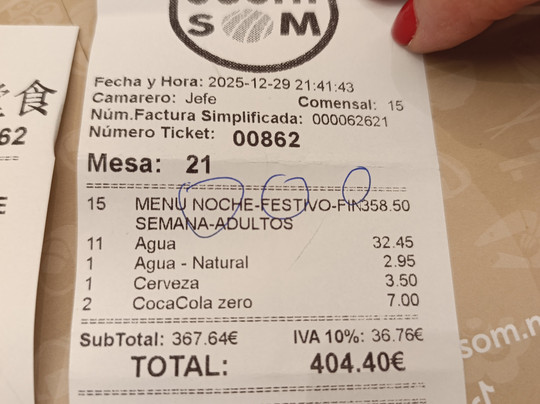 SOM
Fecha y Hora: 2025-12-29 21:41:43
Camarero: Jefe Comensal: 15
Núm.Factura Simplificada: 000062621
Número Ticket: 00862
Mesa: 21
15 MENU NOCHE-FESTIVO-FIN358.50
SEMANA-ADULTOS
11 Agua 32.45
1 Agua - Natural 2.95
1 Cerveza 3.50
2 CocaCola zero 7.00
SubTotal: 367.64€ IVA 10%: 36.76€
TOTAL: 404.40€
食
62
som.m